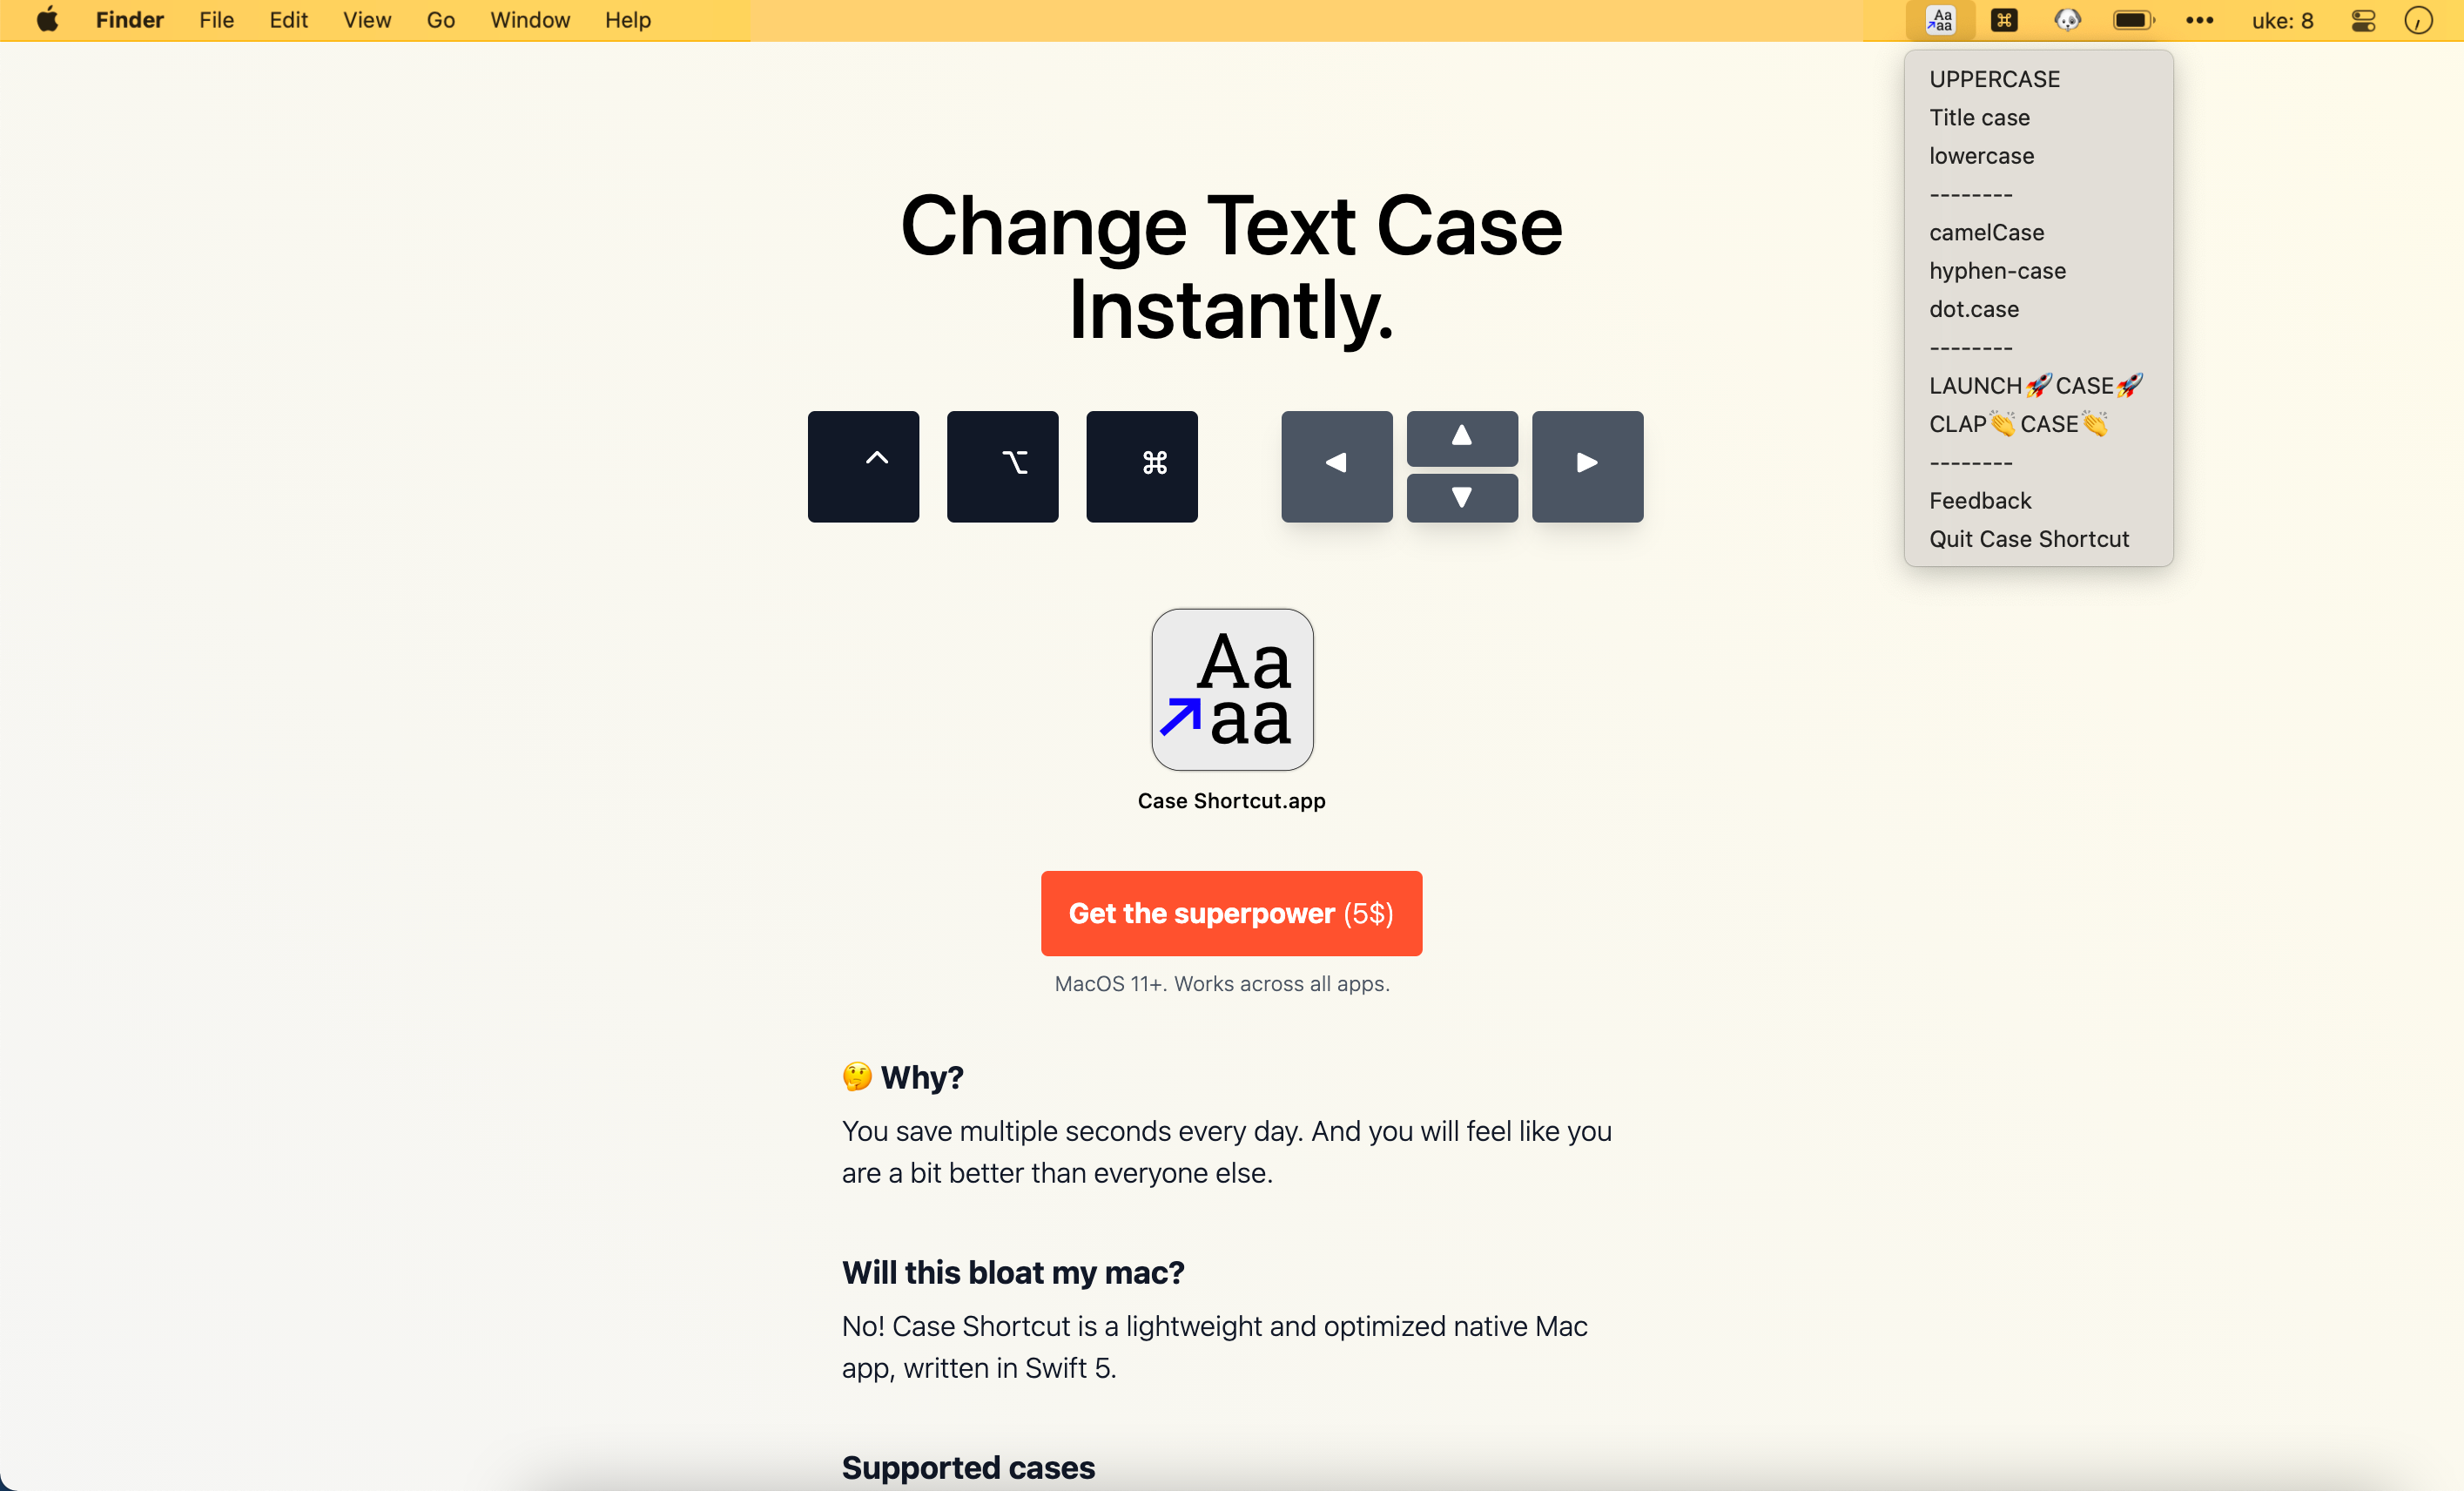 Finder File Edit View Go Window Help
Aa
aa
uke: 8
UPPERCASE
Title case
lowercase
--------
camelCase
hyphen-case
dot.case
--------
LAUNCH🚀CASE🚀
CLAP👏CASE👏
--------
Feedback
Quit Case Shortcut
Change Text Case
Instantly.
Aa
aa
Case Shortcut.app
Get the superpower (5$)
MacOS 11+. Works across all apps.
🤔 Why?
You save multiple seconds every day. And you will feel like you
are a bit better than everyone else.
Will this bloat my mac?
No! Case Shortcut is a lightweight and optimized native Mac
app, written in Swift 5.
Supported cases